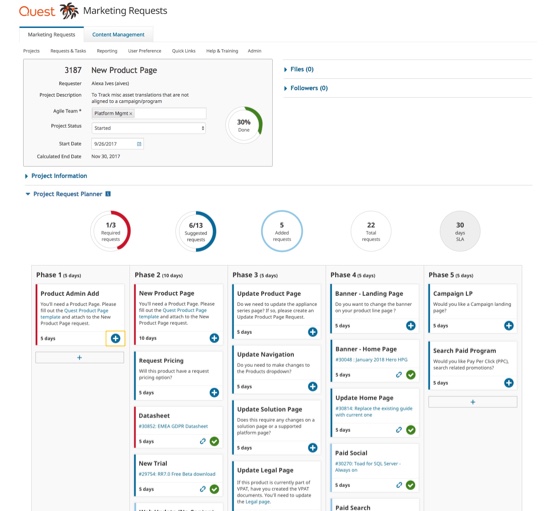 Quest Marketing Requests
Marketing Requests Content Management
Projects Requests & Tasks Reporting User Preference Quick Links Help & Training Admin
3187 New Product Page
Requester Alexa Ives (aives)
Project Description To Track misc asset translations that are not
aligned to a campaign/program
Agile Team * Platform Mgmt ×
Project Status Started
Start Date 9/26/2017
Calculated End Date Nov 30, 2017
30%
Done
Files (0)
Followers (0)
Project Information
Project Request Planner
1/3
Required
requests
6/13
Suggested
requests
5
Added
requests
22
Total
requests
30
days
SLA
Phase 1 (5 days)
Product Admin Add
You'll need a Product Page. Please
fill out the Quest Product Page
template and attach to the New
Product Page request.
5 days
+
Phase 2 (10 days)
New Product Page
You'll need a Product Page. Please
fill out the Quest Product Page
template and attach to the New
Product Page request.
10 days
Request Pricing
Will this product have a request
pricing option?
5 days
Datasheet
#30852: EMEA GDPR Datasheet
5 days
New Trial
#29754: RR7.0 Free Beta download
5 days
Phase 3 (5 days)
Update Product Page
Do we need to update the appliance
series page? If so, please create an
Update Product Page Request.
5 days
Update Navigation
Do you need to make changes to
the Products dropdown?
5 days
Update Solution Page
Does this require any changes on a
solution page or a supported
platform page?
5 days
Update Legal Page
If this product is currently part of
VPAT, have you created the VPAT
documents. You'll need to update
the Legal page.
Phase 4 (5 days)
Banner - Landing Page
Do you want to change the banner
on your product line page ?
5 days
Banner - Home Page
#30048 : January 2018 Hero HPG
5 days
Update Home Page
#30814: Replace the existing guide
with current one
5 days
Paid Social
#30270: Toad for SQL Server -
Always on
5 days
Paid Search
Phase 5 (5 days)
Campaign LP
Would you like a Campaign landing
page?
5 days
Search Paid Program
Would you like Pay Per Click (PPC),
search related promotions?
5 days
+